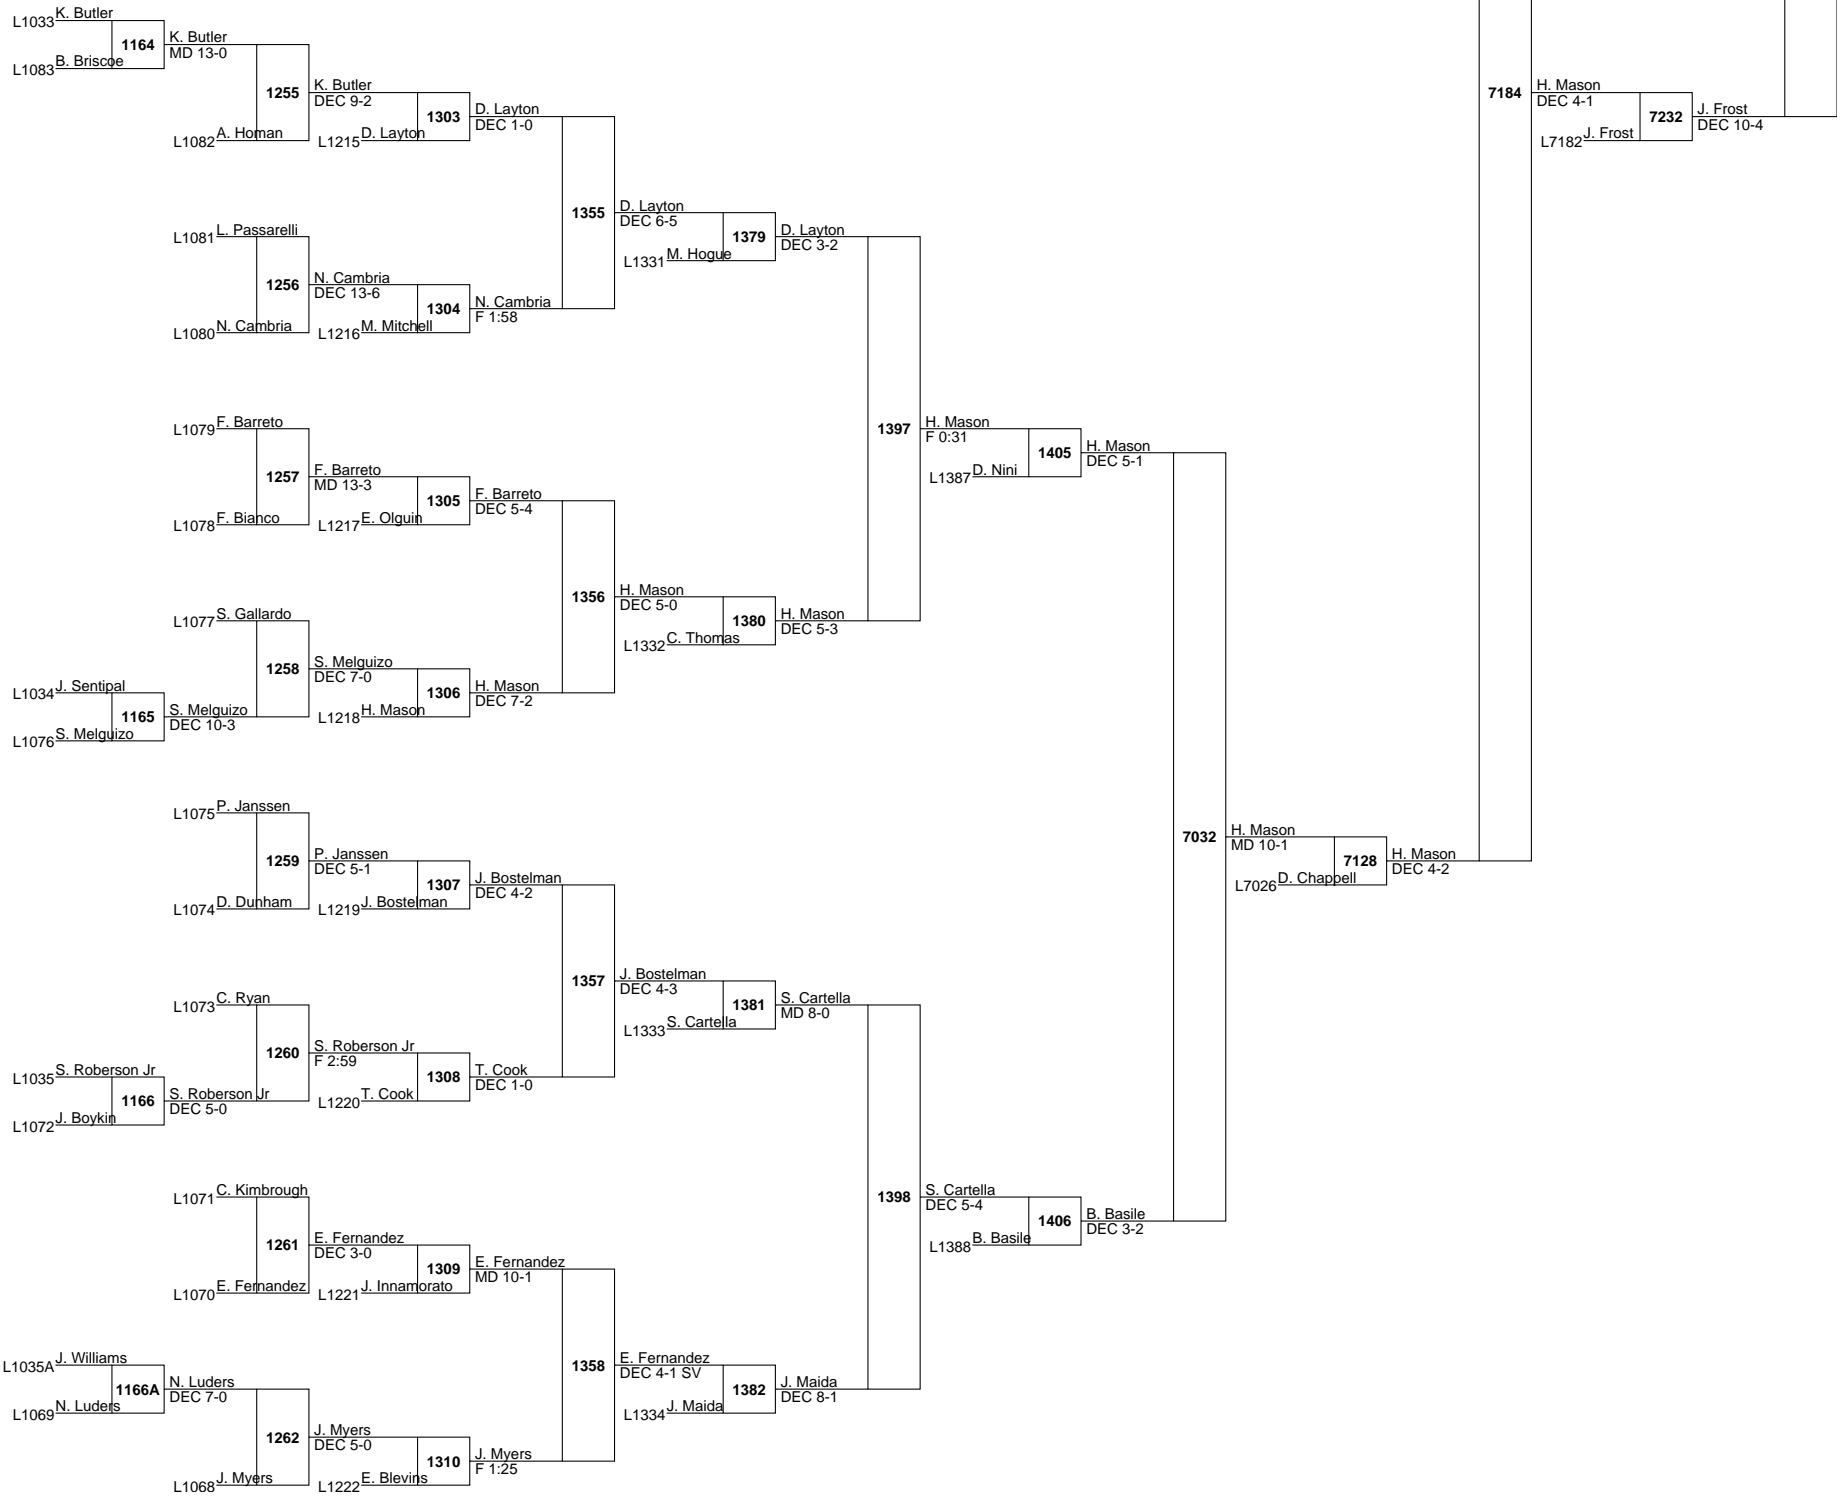 K. Butler
L1033
1164
K. Butler
MD 13-0
B. Briscoe
L1083
1255
K. Butler
DEC 9-2
A. Homan
L1082
1303
D. Layton
DEC 1-0
D. Layton
L1215
1355
D. Layton
DEC 6-5
L. Passarelli
L1081
1256
N. Cambria
DEC 13-6
N. Cambria
L1080
1304
N. Cambria
F 1:58
M. Mitchell
L1216
1379
D. Layton
DEC 3-2
M. Hogue
L1331
F. Barreto
L1079
1257
F. Barreto
MD 13-3
F. Bianco
L1078
1305
F. Barreto
DEC 5-4
E. Olguin
L1217
1397
H. Mason
F 0:31
1405
H. Mason
DEC 5-1
D. Nini
L1387
1356
H. Mason
DEC 5-0
1380
H. Mason
DEC 5-3
C. Thomas
L1332
S. Gallardo
L1077
1258
S. Melguizo
DEC 7-0
J. Sentipal
L1034
1165
S. Melguizo
DEC 10-3
S. Melguizo
L1076
1306
H. Mason
DEC 7-2
H. Mason
L1218
P. Janssen
L1075
1259
P. Janssen
DEC 5-1
D. Dunham
L1074
1307
J. Bostelman
DEC 4-2
J. Bostelman
L1219
1357
J. Bostelman
DEC 4-3
1381
S. Cartella
MD 8-0
S. Cartella
L1333
C. Ryan
L1073
1260
S. Roberson Jr
F 2:59
S. Roberson Jr
L1035
1166
S. Roberson Jr
DEC 5-0
J. Boykin
L1072
1308
T. Cook
DEC 1-0
T. Cook
L1220
C. Kimbrough
L1071
1261
E. Fernandez
DEC 3-0
E. Fernandez
L1070
1309
E. Fernandez
MD 10-1
J. Innamorato
L1221
1398
S. Cartella
DEC 5-4
1406
B. Basile
DEC 3-2
B. Basile
L1388
1358
E. Fernandez
DEC 4-1 SV
1382
J. Maida
DEC 8-1
J. Maida
L1334
J. Williams
L1035A
1166A
N. Luders
DEC 7-0
N. Luders
L1069
1262
J. Myers
DEC 5-0
J. Myers
L1068
1310
J. Myers
F 1:25
E. Blevins
L1222
7032
H. Mason
MD 10-1
7128
H. Mason
DEC 4-2
D. Chappell
L7026
7184
H. Mason
DEC 4-1
7232
J. Frost
DEC 10-4
J. Frost
L7182